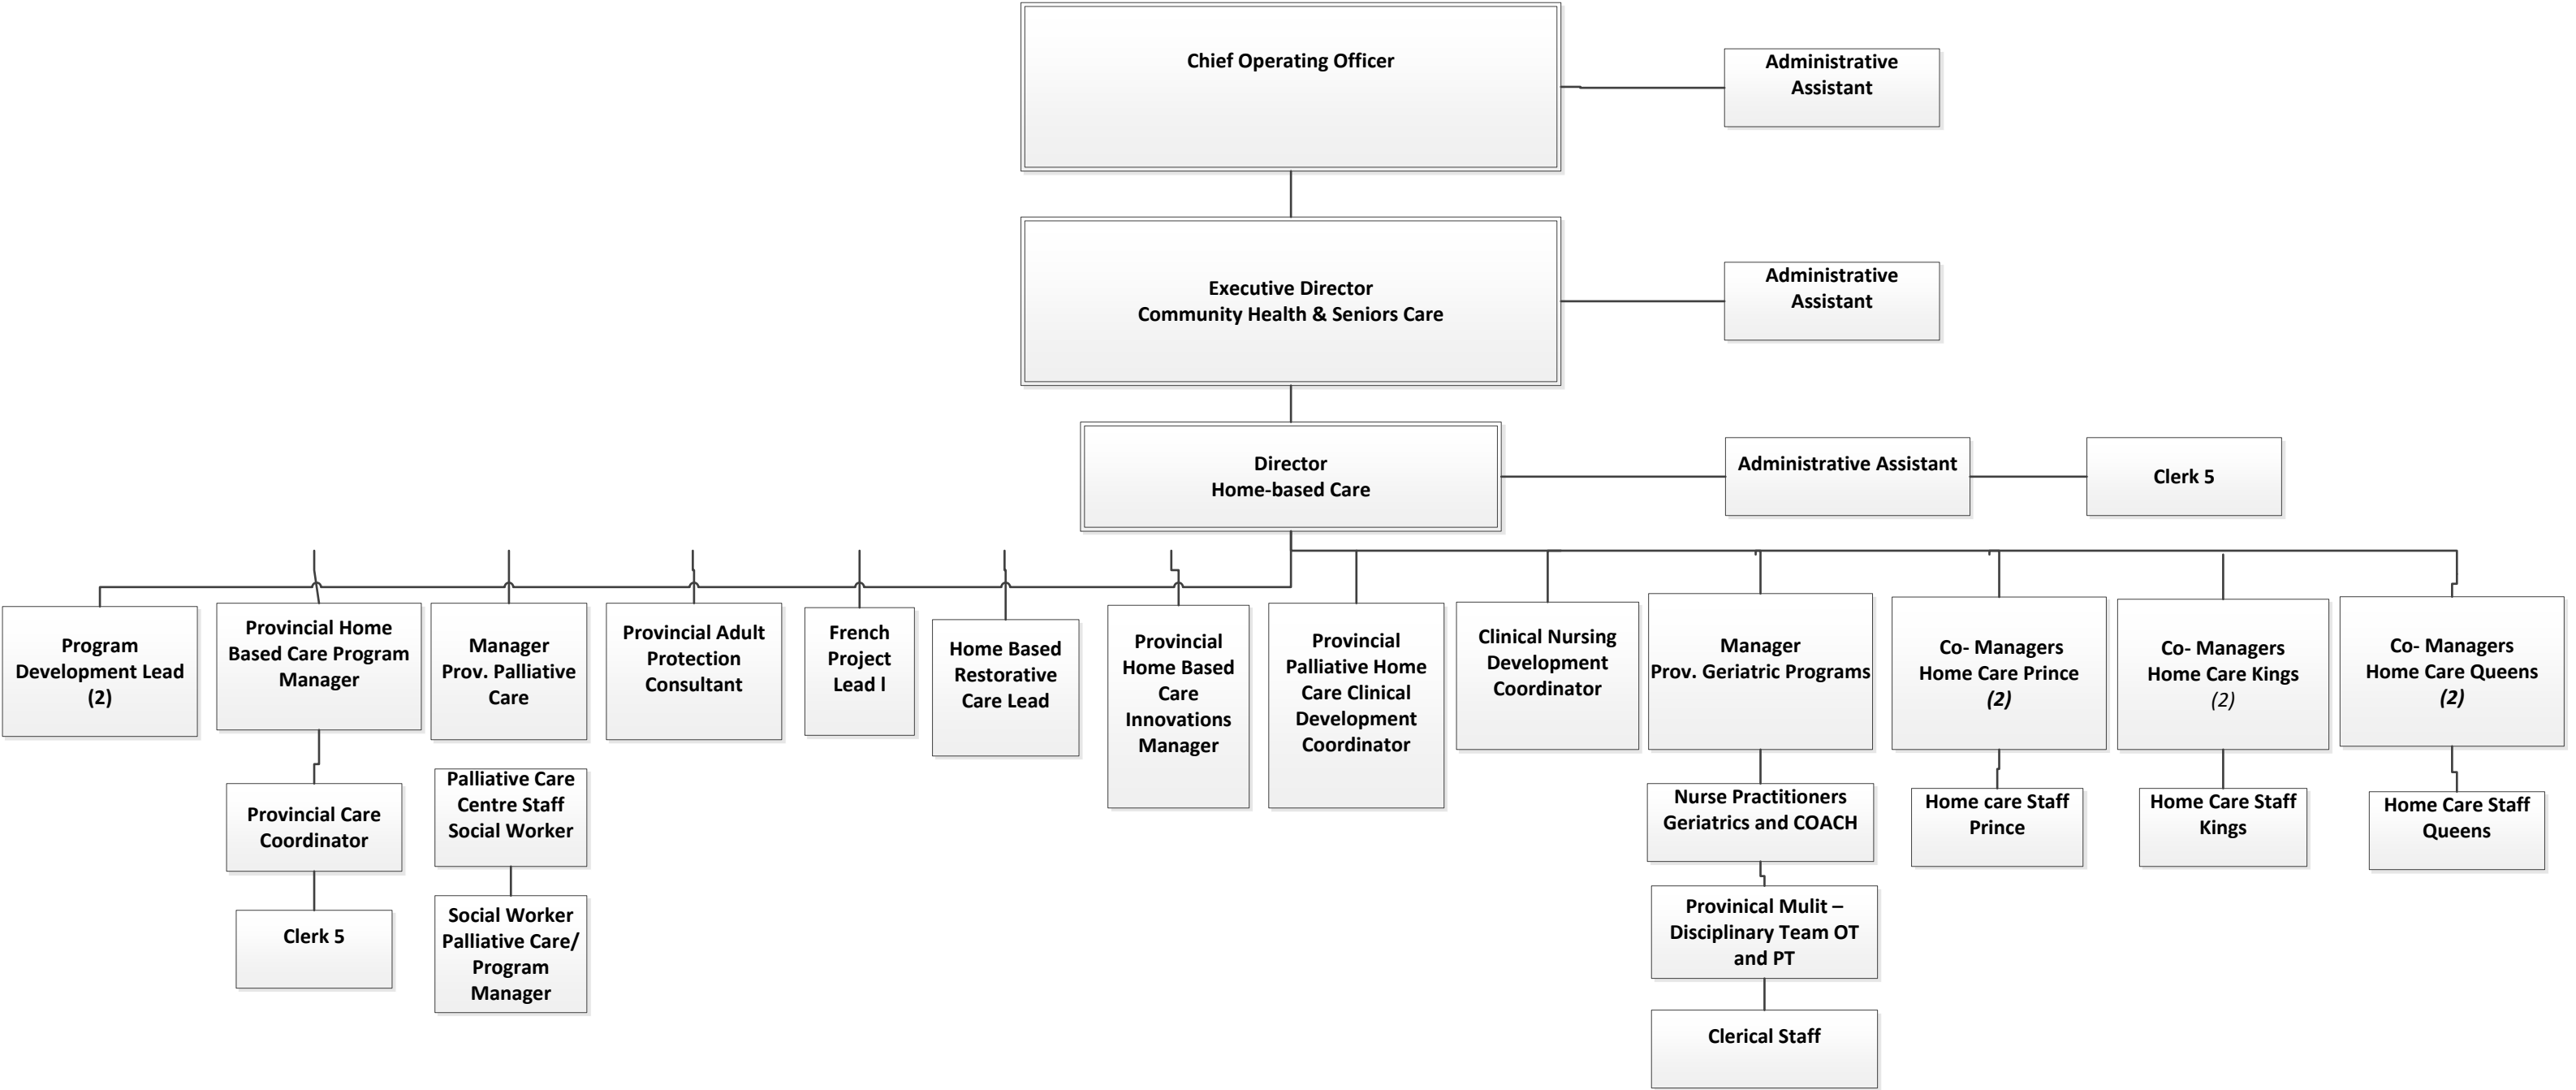 Chief Operating Officer
Administrative
Assistant
Executive Director
Community Health & Seniors Care
Administrative
Assistant
Director
Home-based Care
Administrative Assistant
Clerk 5
Program
Development Lead
(2)
Provincial Home
Based Care Program
Manager
Manager
Prov. Palliative
Care
Provincial Adult
Protection
Consultant
French
Project
Lead l
Home Based
Restorative
Care Lead
Provincial
Home Based
Care
Innovations
Manager
Provincial
Palliative Home
Care Clinical
Development
Coordinator
Clinical Nursing
Development
Coordinator
Manager
Prov. Geriatric Programs
Co- Managers
Home Care Prince
(2)
Co- Managers
Home Care Kings
(2)
Co- Managers
Home Care Queens
(2)
Provincial Care
Coordinator
Palliative Care
Centre Staff
Social Worker
Nurse Practitioners
Geriatrics and COACH
Home care Staff
Prince
Home Care Staff
Kings
Home Care Staff
Queens
Clerk 5
Social Worker
Palliative Care/
Program
Manager
Provinical Mulit –
Disciplinary Team OT
and PT
Clerical Staff